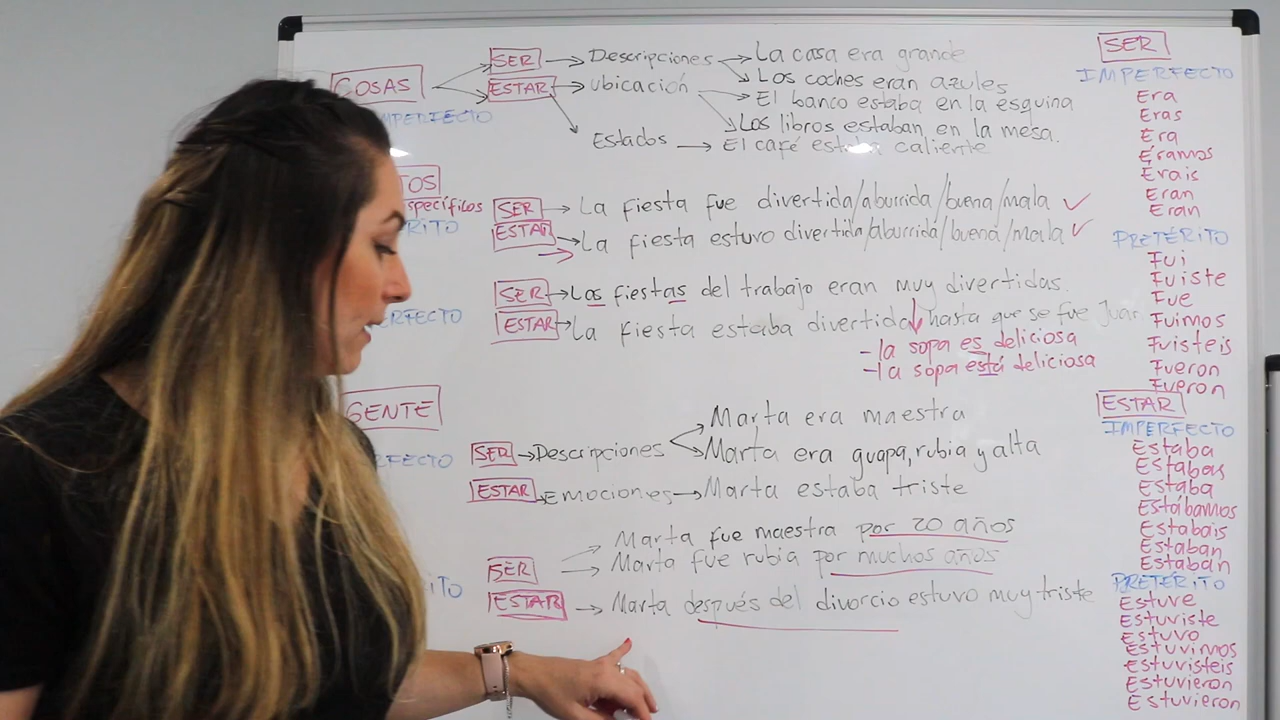 COSAS
SER → Descripciones → La casa era grande
Los coches eran azules
ESTAR → ubicación → El banco estaba en la esquina
Los libros estaban en la mesa.
Estados → El café estaba caliente
SER → La fiesta fue divertida/aburrida/buena/mala ✓
ESTAR → La fiesta estuvo divertida/aburrida/buena/mala ✓
SER → Las fiestas del trabajo eran muy divertidas.
ESTAR → La fiesta estaba divertida hasta que se fue Juan
- la sopa es deliciosa
- la sopa está deliciosa
GENTE
SER → Descripciones → Marta era maestra
Marta era guapa, rubia y alta
ESTAR → Emociones → Marta estaba triste
SER → Marta fue maestra por 20 años
→ Marta fue rubia por muchos años
ESTAR → Marta después del divorcio estuvo muy triste
SER
IMPERFECTO
Era
Eras
Era
Éramos
Erais
Eran
Eran
PRETÉRITO
Fui
Fuiste
Fue
Fuimos
Fuisteis
Fueron
Fueron
ESTAR
IMPERFECTO
Estaba
Estabas
Estaba
Estábamos
Estabais
Estaban
Estaban
PRETÉRITO
Estuve
Estuviste
Estuvo
Estuvimos
Estuvisteis
Estuvieron
Estuvieron